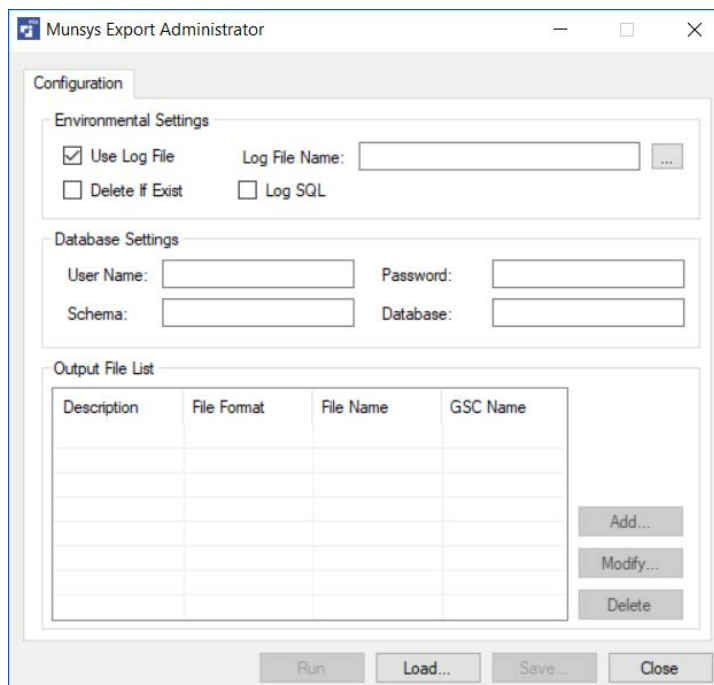 Munsys Export Administrator
Configuration
Environmental Settings
Use Log File Log File Name: ...
Delete If Exist Log SQL
Database Settings
User Name: Password:
Schema: Database:
Output File List
Description File Format File Name GSC Name
Add...
Modify...
Delete
Run Load... Save... Close